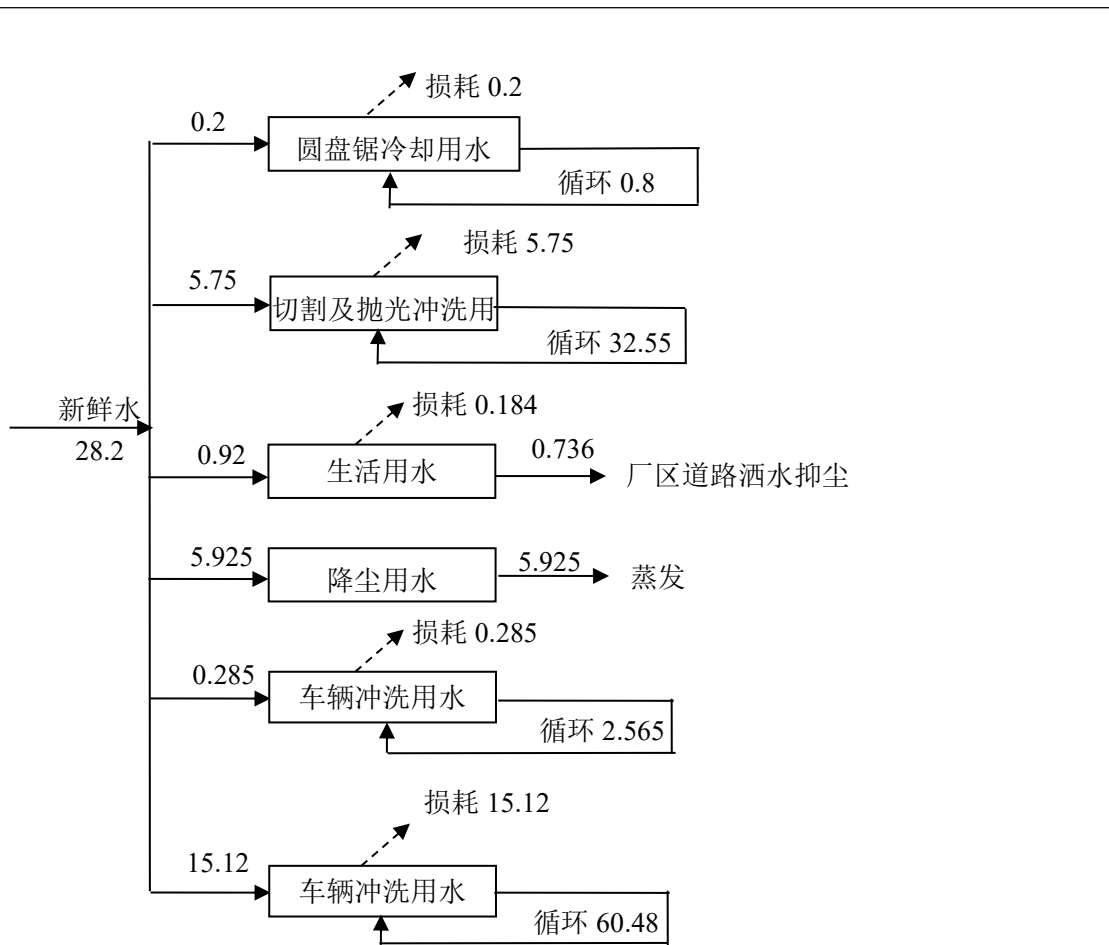 损耗 0.2
0.2
圆盘锯冷却用水
循环 0.8
损耗 5.75
5.75
切割及抛光冲洗用
循环 32.55
新鲜水
28.2
损耗 0.184
0.92
生活用水
0.736
厂区道路洒水抑尘
5.925
降尘用水
5.925
蒸发
损耗 0.285
0.285
车辆冲洗用水
循环 2.565
损耗 15.12
15.12
车辆冲洗用水
循环 60.48